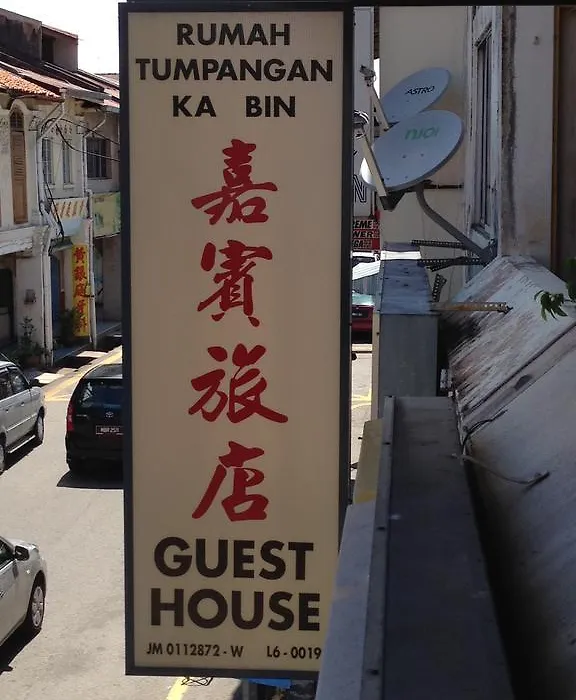 RUMAH
TUMPANGAN
KA BIN
嘉
賓
旅
店
GUEST
HOUSE
JM 0112872 - W L6 - 0019
ASTRO
njoi